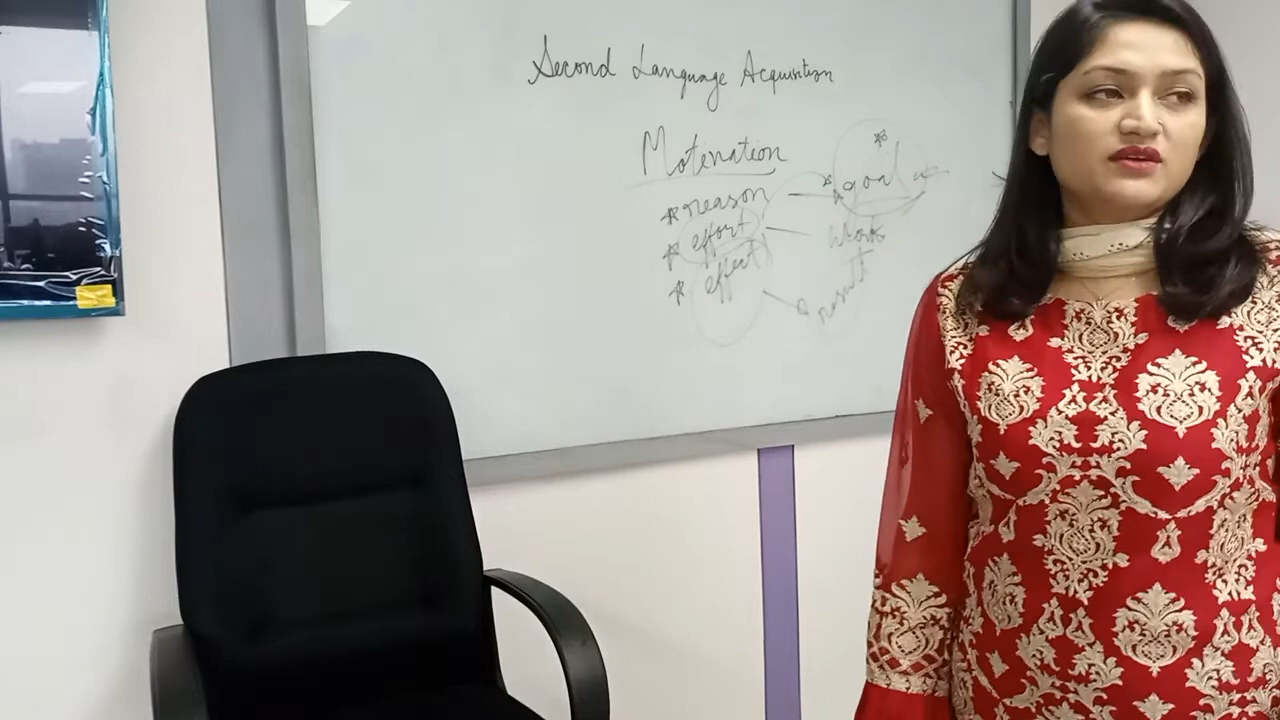 Second Language Acquisition
Motivation
* reason — * goal
* effort — Work
* effect — result